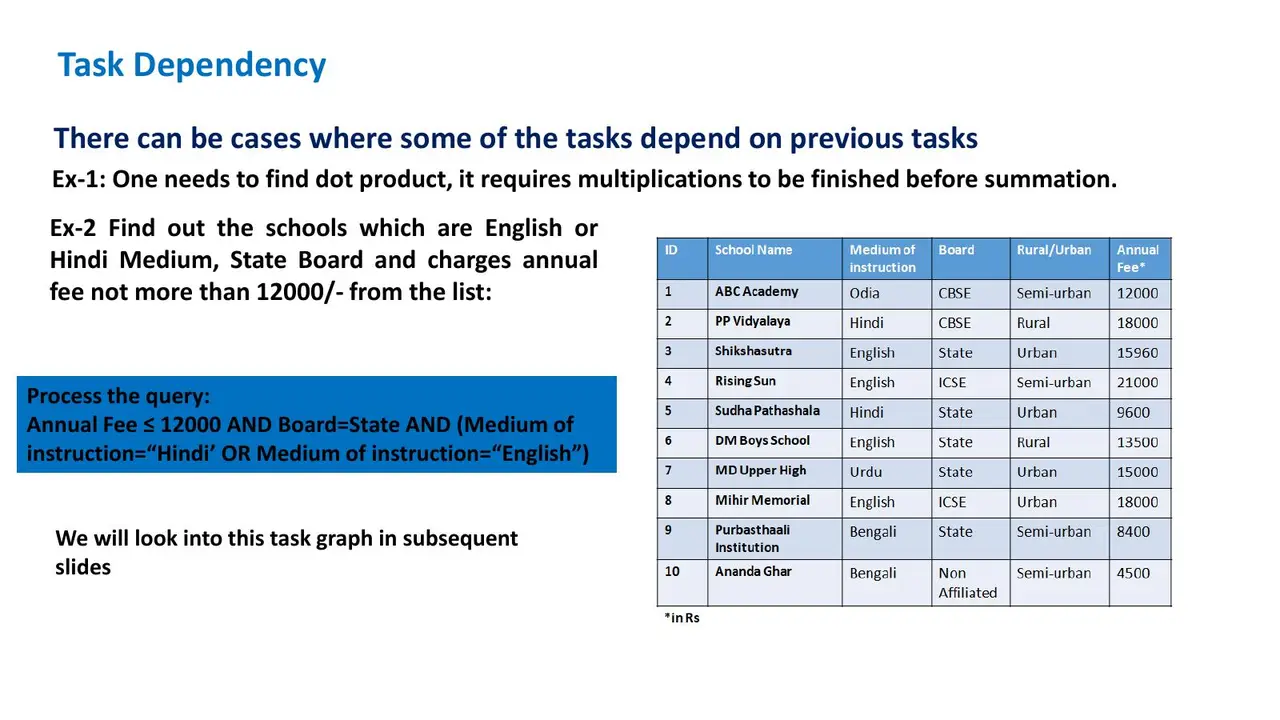 Task Dependency
There can be cases where some of the tasks depend on previous tasks
Ex-1: One needs to find dot product, it requires multiplications to be finished before summation.
Ex-2 Find out the schools which are English or
Hindi Medium, State Board and charges annual
fee not more than 12000/- from the list:
Process the query:
Annual Fee ≤ 12000 AND Board=State AND (Medium of
instruction=“Hindi’ OR Medium of instruction=“English”)
We will look into this task graph in subsequent
slides
ID School Name Medium of instruction Board Rural/Urban Annual Fee*
1 ABC Academy Odia CBSE Semi-urban 12000
2 PP Vidyalaya Hindi CBSE Rural 18000
3 Shikshasutra English State Urban 15960
4 Rising Sun English ICSE Semi-urban 21000
5 Sudha Pathashala Hindi State Urban 9600
6 DM Boys School English State Rural 13500
7 MD Upper High Urdu State Urban 15000
8 Mihir Memorial English ICSE Urban 18000
9 Purbasthaali Institution Bengali State Semi-urban 8400
10 Ananda Ghar Bengali Non Affiliated Semi-urban 4500
*in Rs